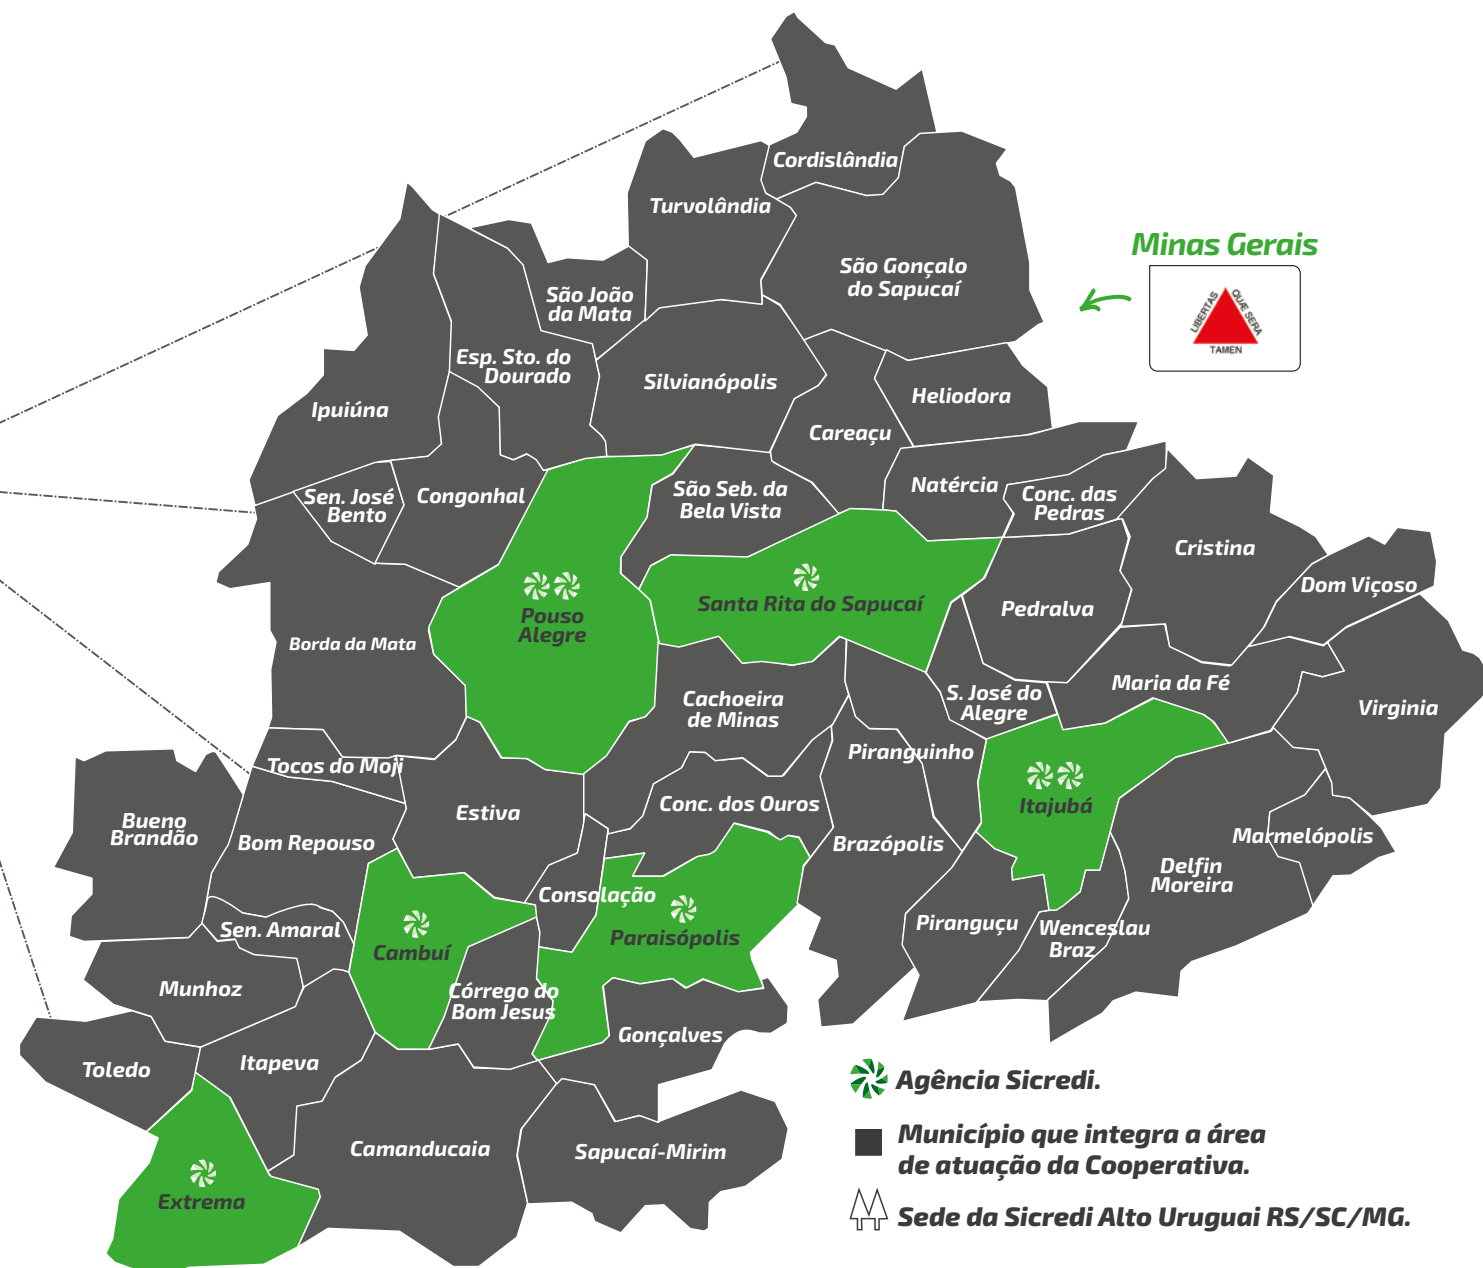 Cordislândia
Turvolândia
Minas Gerais
LIBERTAS
QUÆ SERA
TAMEN
São Gonçalo
do Sapucaí
São João
da Mata
Esp. Sto. do
Dourado
Silvianópolis
Ipuiúna
Heliodora
Careaçu
Sen. José
Bento
Congonhal
São Seb. da
Bela Vista
Natércia
Conc. das
Pedras
Cristina
Dom Viçoso
Pouso
Alegre
Santa Rita do Sapucaí
Pedralva
Borda da Mata
Cachoeira
de Minas
S. José do
Alegre
Maria da Fé
Virginia
Tocos do Moji
Piranguinho
Bueno
Brandão
Bom Repouso
Estiva
Conc. dos Ouros
Itajubá
Brazópolis
Marmelópolis
Delfin
Moreira
Consolação
Sen. Amaral
Cambuí
Paraisópolis
Piranguçu
Wenceslau
Braz
Munhoz
Córrego do
Bom Jesus
Gonçalves
Toledo
Itapeva
Camanducaia
Sapucaí-Mirim
Extrema
Agência Sicredi.
Município que integra a área
de atuação da Cooperativa.
Sede da Sicredi Alto Uruguai RS/SC/MG.